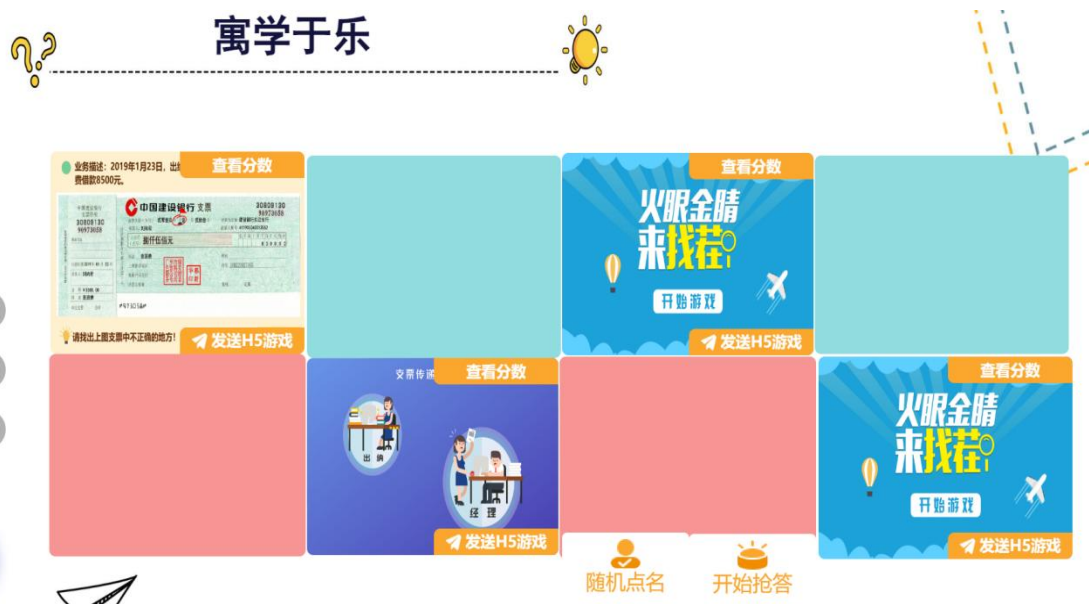 寓学于乐
业务描述：2019年1月23日，出纳
费借款8500元。
查看分数
中国建设银行 支票
30809130
96973658
30809130
96973658
捌仟伍佰元
请找出上图支票中不正确的地方！
发送H5游戏
查看分数
火眼金睛
来找茬
开始游戏
发送H5游戏
支票传递
查看分数
出 纳
经 理
发送H5游戏
查看分数
火眼金睛
来找茬
开始游戏
发送H5游戏
随机点名
开始抢答